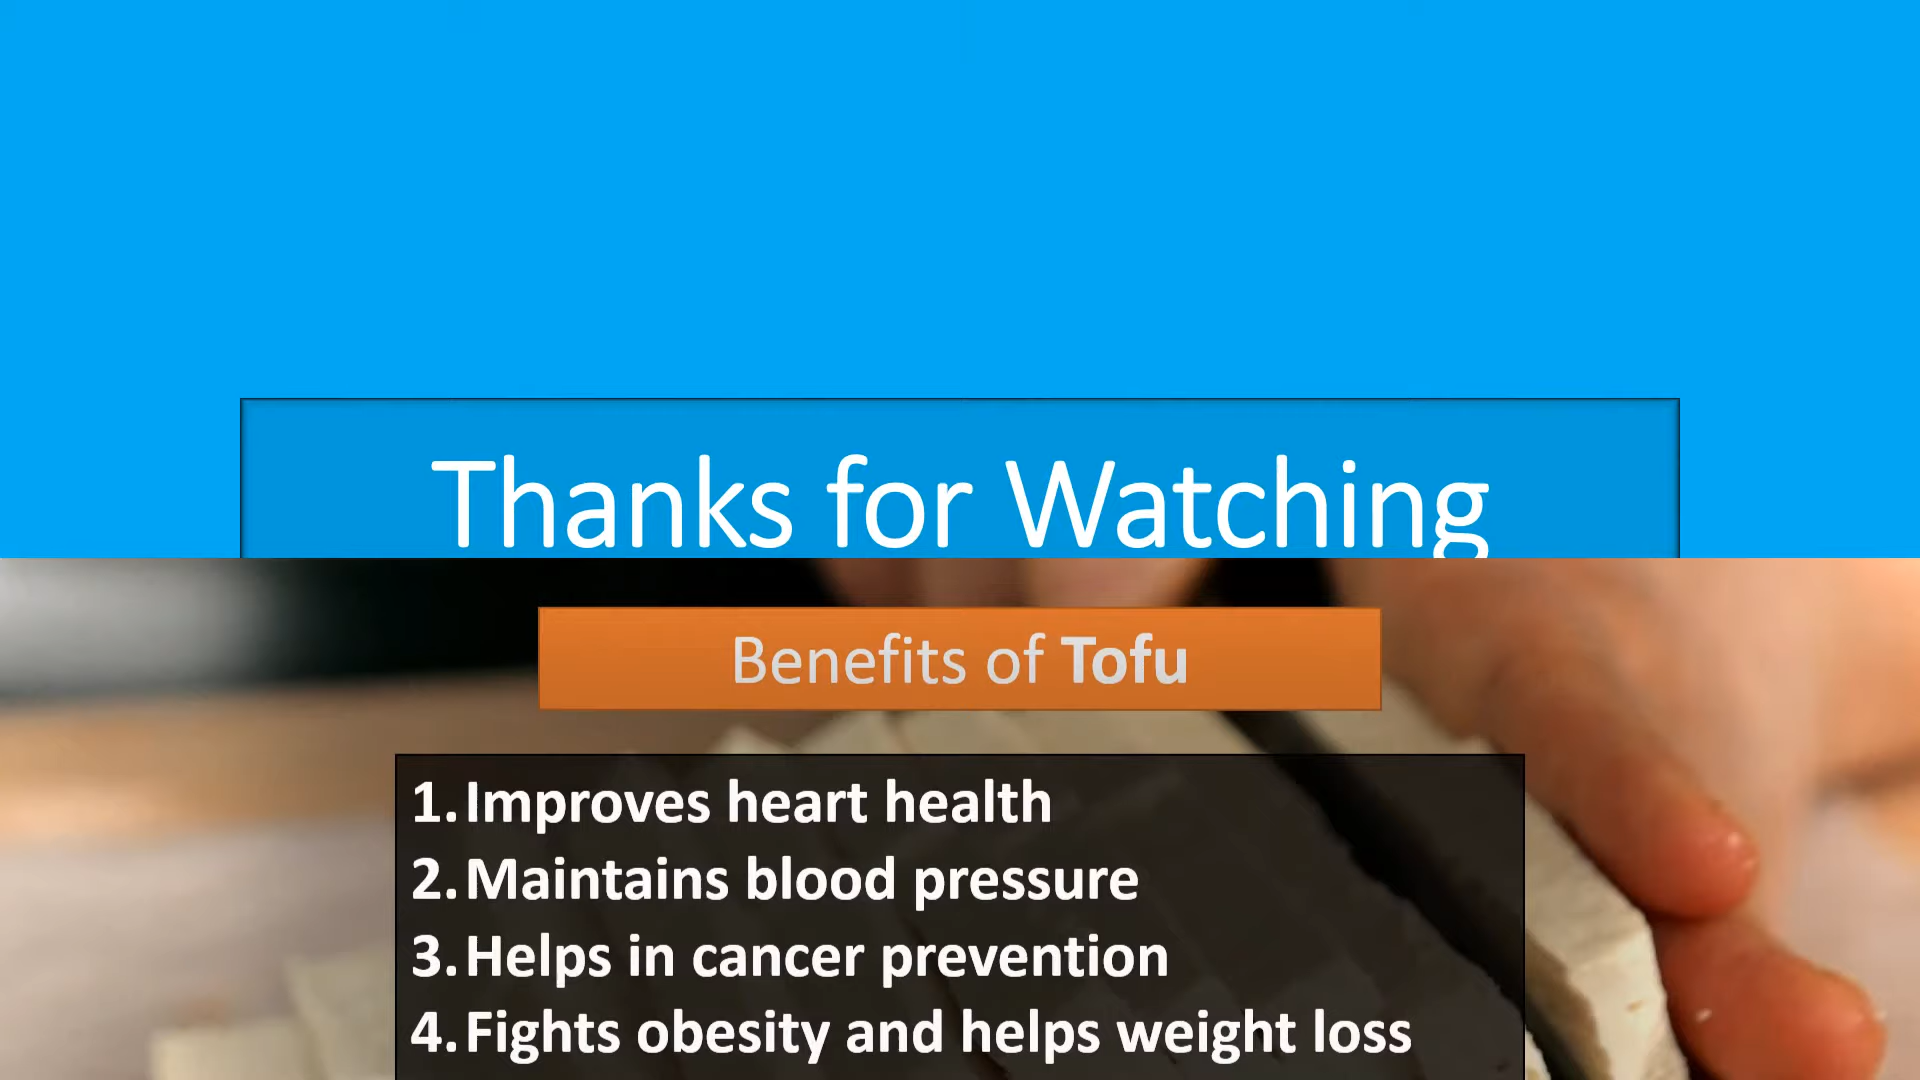 Thanks for Watching
Benefits of Tofu
1. Improves heart health
2. Maintains blood pressure
3. Helps in cancer prevention
4. Fights obesity and helps weight loss